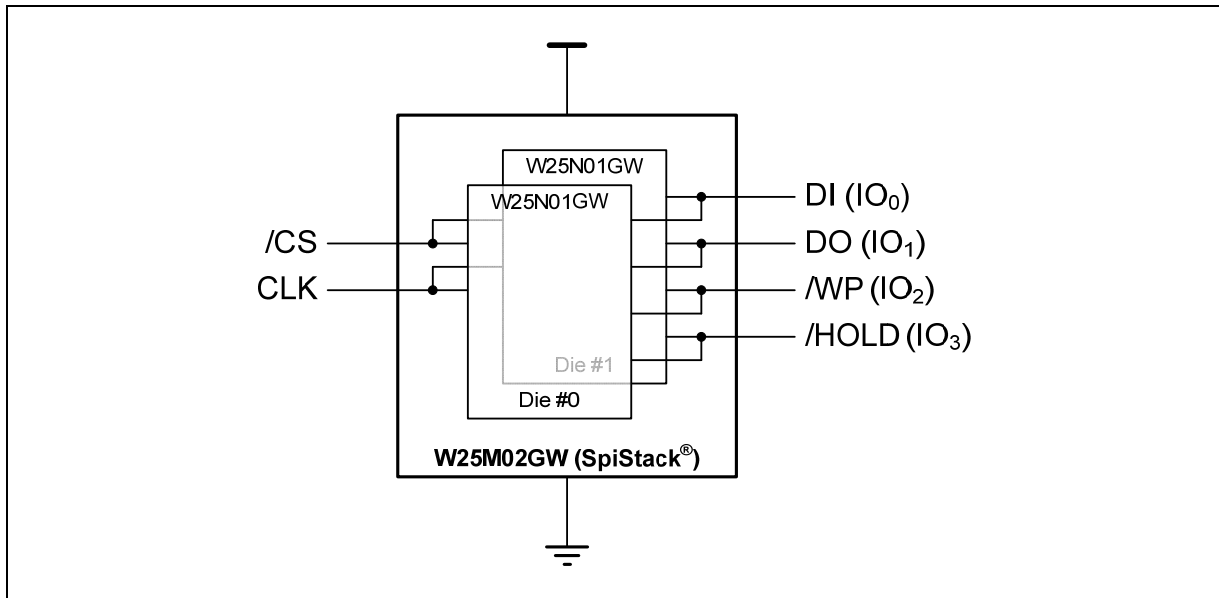 W25N01GW
W25N01GW
DI (IO₀)
/CS
DO (IO₁)
CLK
/WP (IO₂)
/HOLD (IO₃)
Die #1
Die #0
W25M02GW (SpiStack®)